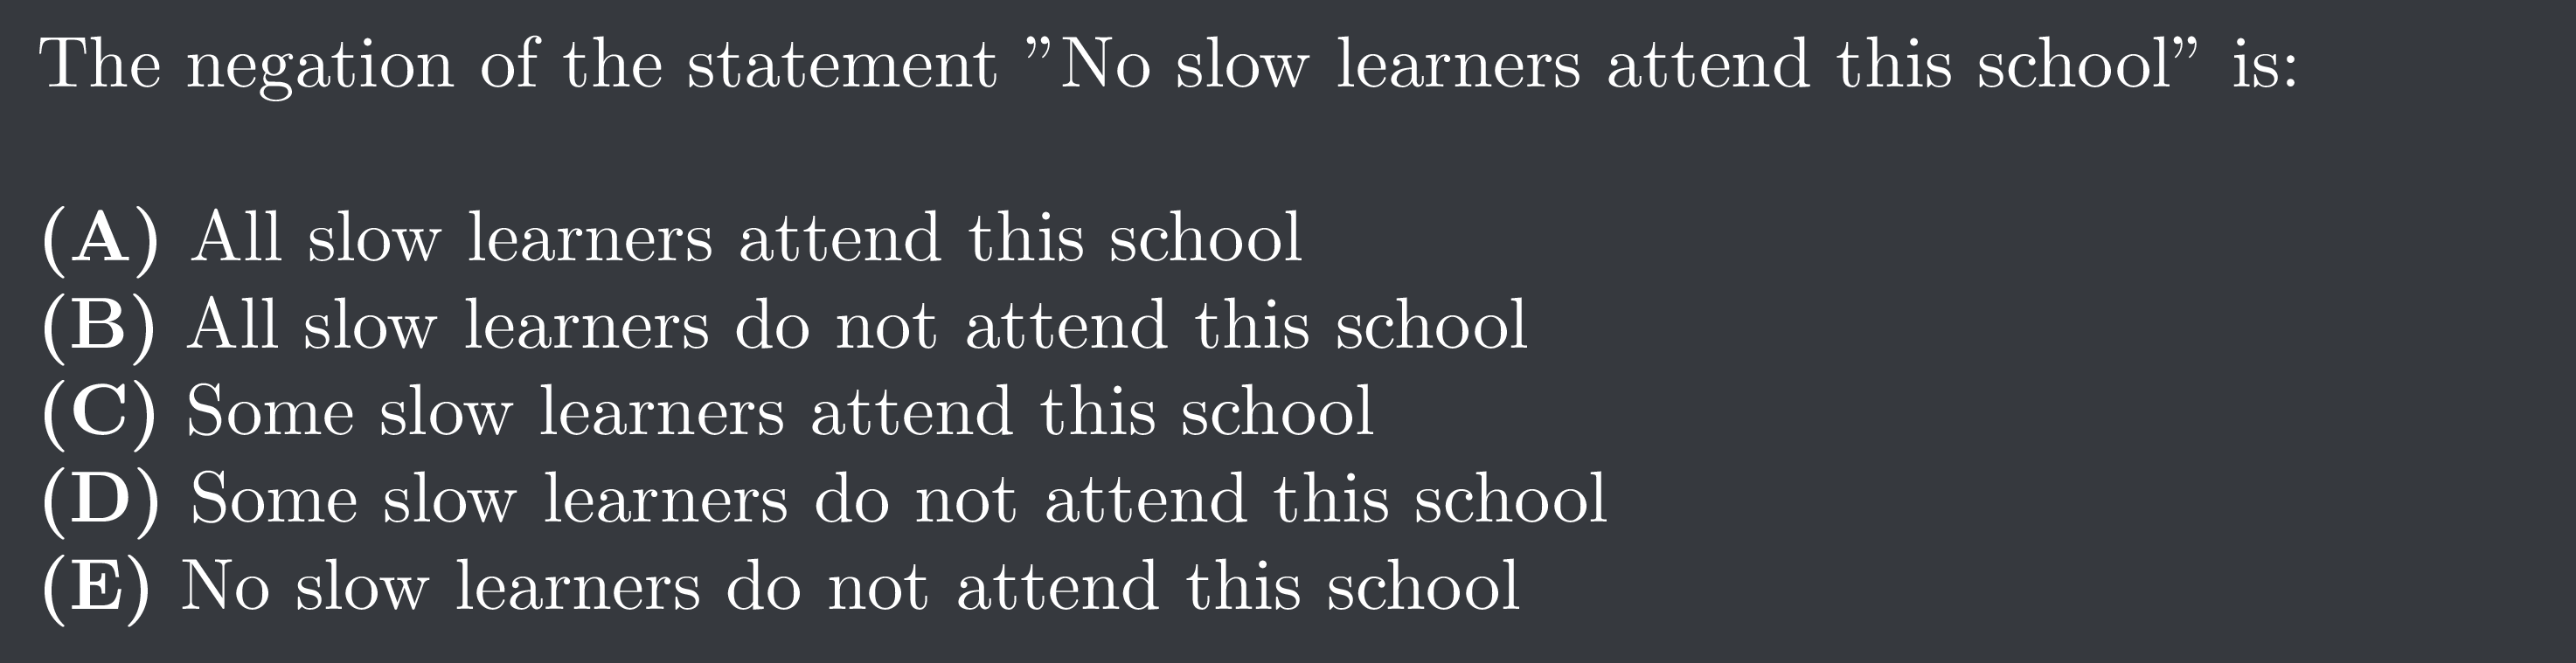 The negation of the statement ”No slow learners attend this school” is:
(A) All slow learners attend this school
(B) All slow learners do not attend this school
(C) Some slow learners attend this school
(D) Some slow learners do not attend this school
(E) No slow learners do not attend this school